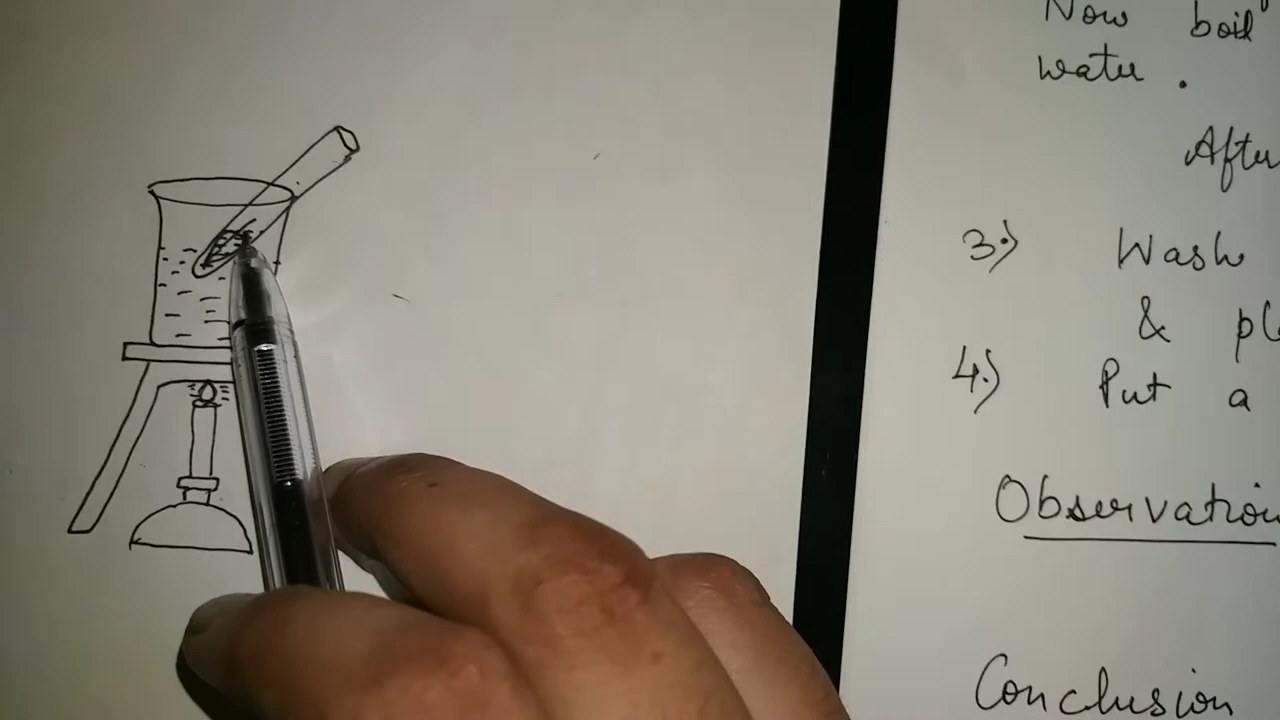 Now boil
water.
After
3.) Wash
& pl
4.) Put a
Observation
Conclusion